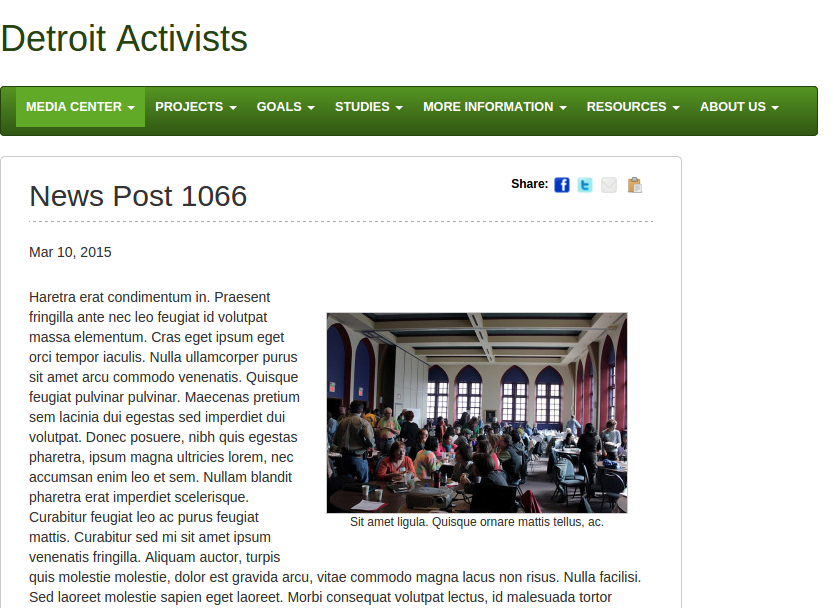 Detroit Activists
MEDIA CENTER PROJECTS GOALS STUDIES MORE INFORMATION RESOURCES ABOUT US
Share:
News Post 1066
Mar 10, 2015
Haretra erat condimentum in. Praesent
fringilla ante nec leo feugiat id volutpat
massa elementum. Cras eget ipsum eget
orci tempor iaculis. Nulla ullamcorper purus
sit amet arcu commodo venenatis. Quisque
feugiat pulvinar pulvinar. Maecenas pretium
sem lacinia dui egestas sed imperdiet dui
volutpat. Donec posuere, nibh quis egestas
pharetra, ipsum magna ultricies lorem, nec
accumsan enim leo et sem. Nullam blandit
pharetra erat imperdiet scelerisque.
Curabitur feugiat leo ac purus feugiat
mattis. Curabitur sed mi sit amet ipsum
venenatis fringilla. Aliquam auctor, turpis
Sit amet ligula. Quisque ornare mattis tellus, ac.
quis molestie molestie, dolor est gravida arcu, vitae commodo magna lacus non risus. Nulla facilisi.
Sed laoreet molestie sapien eget laoreet. Morbi consequat volutpat lectus, id malesuada tortor